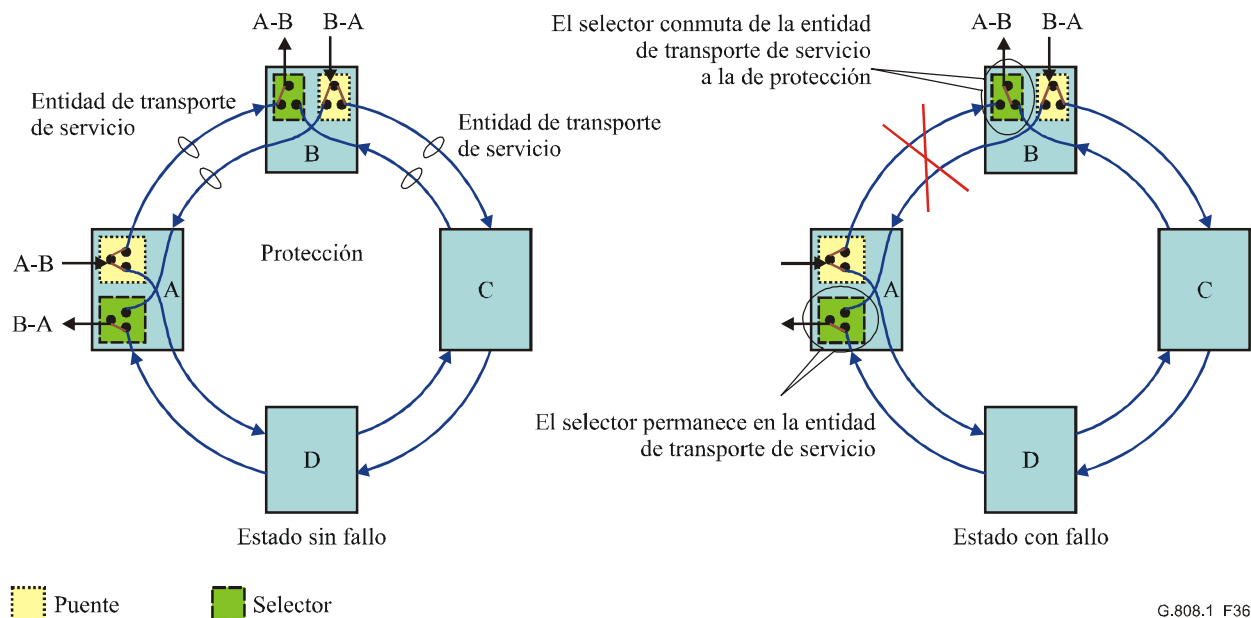 A-B
B-A
Entidad de transporte
de servicio
Entidad de transporte
de servicio
B
A-B
Protección
A
C
B-A
D
Estado sin fallo
El selector conmuta de la entidad
de transporte de servicio
a la de protección
A-B
B-A
B
A
C
El selector permanece en la entidad
de transporte de servicio
D
Estado con fallo
Puente
Selector
G.808.1 F36